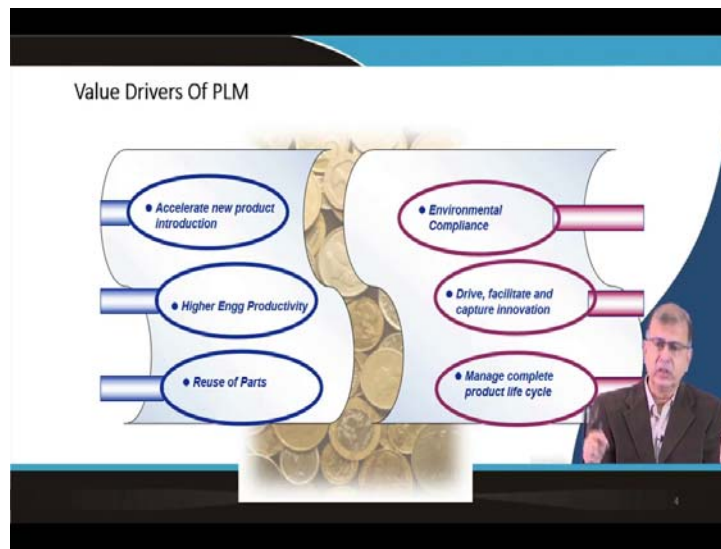 Value Drivers Of PLM
● Accelerate new product
introduction
● Higher Engg Productivity
● Reuse of Parts
● Environmental
Compliance
● Drive, facilitate and
capture innovation
● Manage complete
product life cycle
4